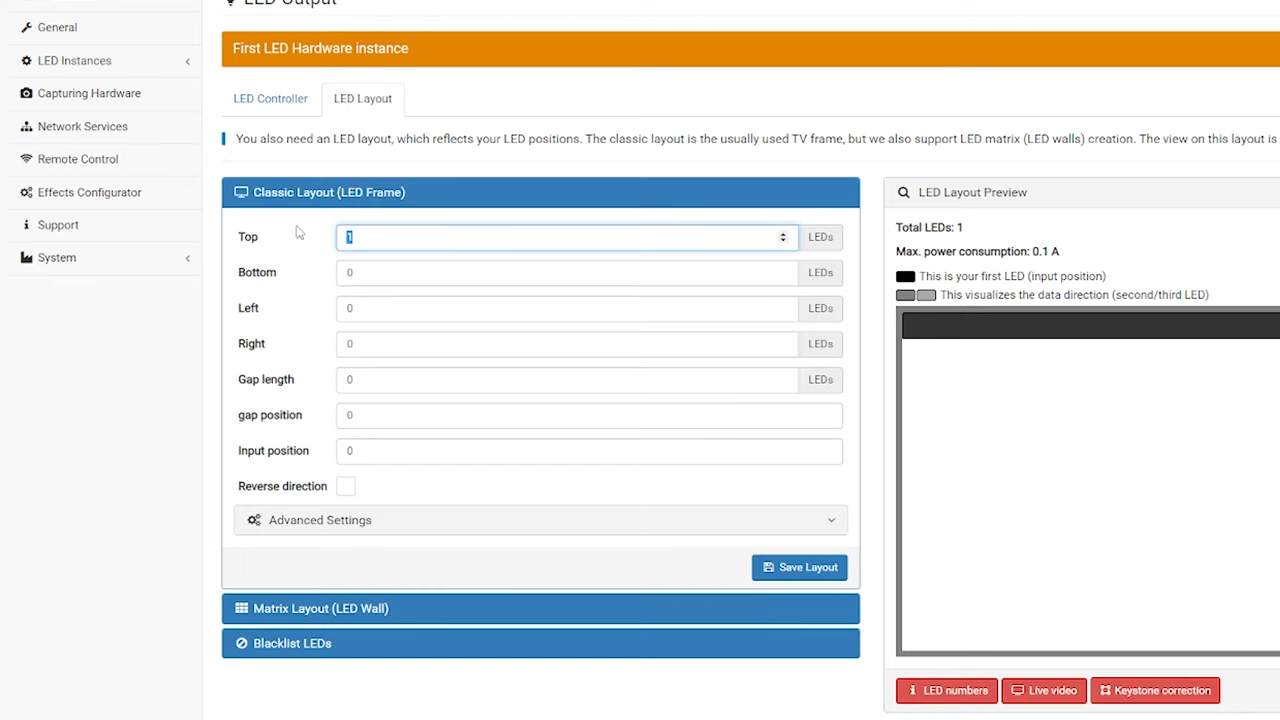 LED Output
General
LED Instances
Capturing Hardware
Network Services
Remote Control
Effects Configurator
Support
System
First LED Hardware instance
LED Controller
LED Layout
You also need an LED layout, which reflects your LED positions. The classic layout is the usually used TV frame, but we also support LED matrix (LED walls) creation. The view on this layout is
Classic Layout (LED Frame)
Top 1 LEDs
Bottom 0 LEDs
Left 0 LEDs
Right 0 LEDs
Gap length 0 LEDs
gap position 0
Input position 0
Reverse direction
Advanced Settings
Save Layout
Matrix Layout (LED Wall)
Blacklist LEDs
LED Layout Preview
Total LEDs: 1
Max. power consumption: 0.1 A
This is your first LED (input position)
This visualizes the data direction (second/third LED)
LED numbers
Live video
Keystone correction